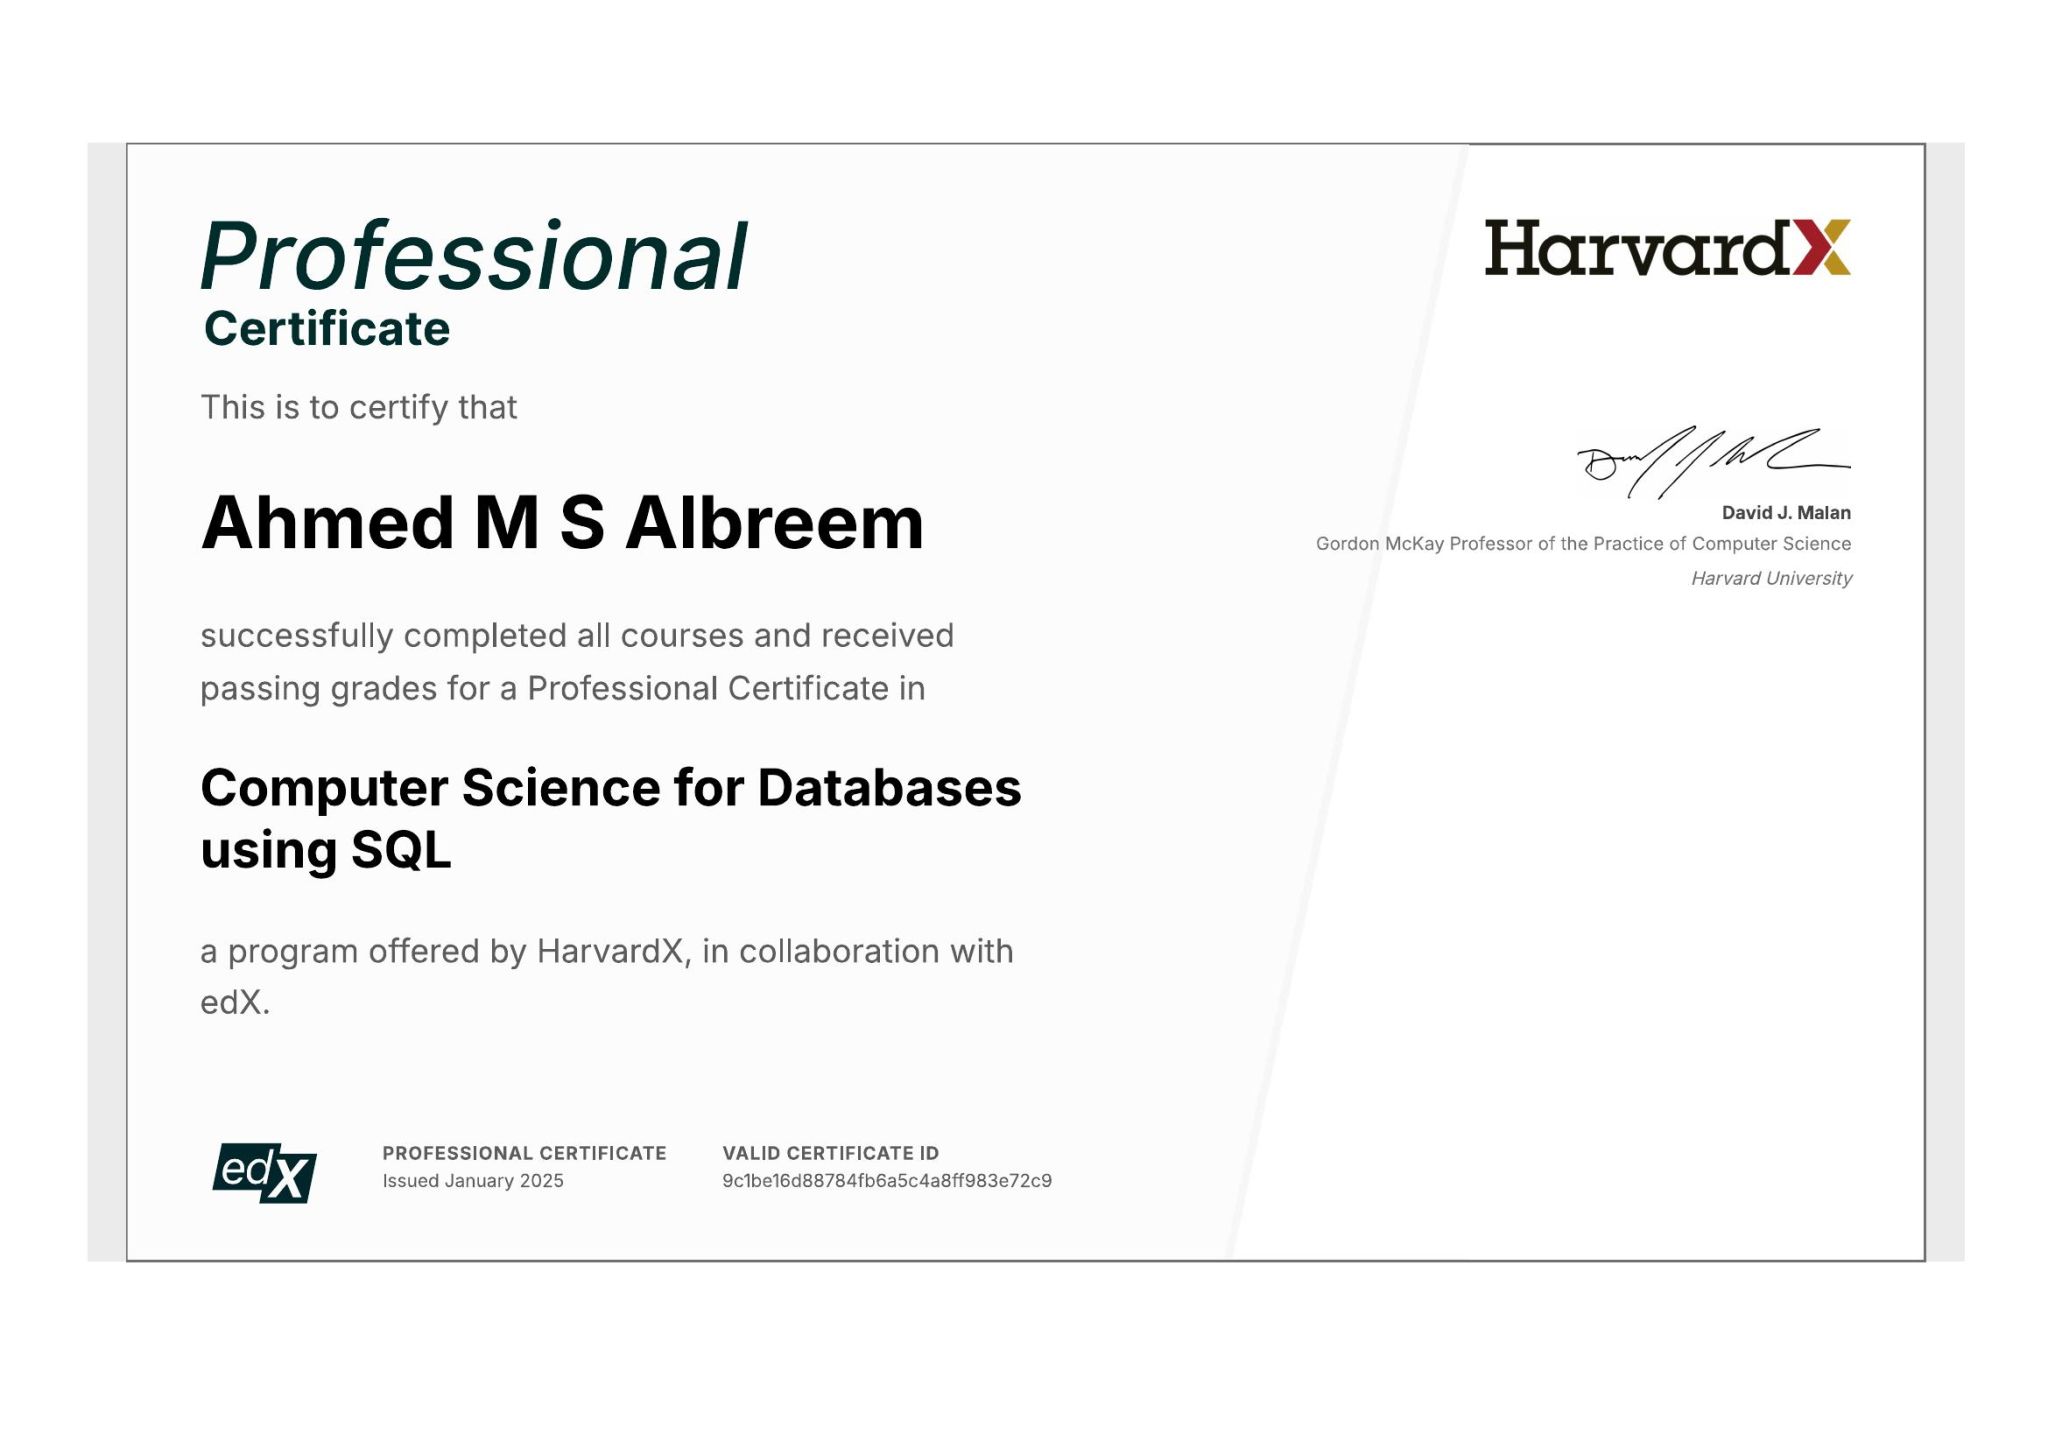 Professional
Certificate
This is to certify that
Ahmed M S Albreem
successfully completed all courses and received
passing grades for a Professional Certificate in
Computer Science for Databases
using SQL
a program offered by HarvardX, in collaboration with
edX.
edX
PROFESSIONAL CERTIFICATE
Issued January 2025
VALID CERTIFICATE ID
9c1be16d88784fb6a5c4a8ff983e72c9
HarvardX
David J. Malan
Gordon McKay Professor of the Practice of Computer Science
Harvard University